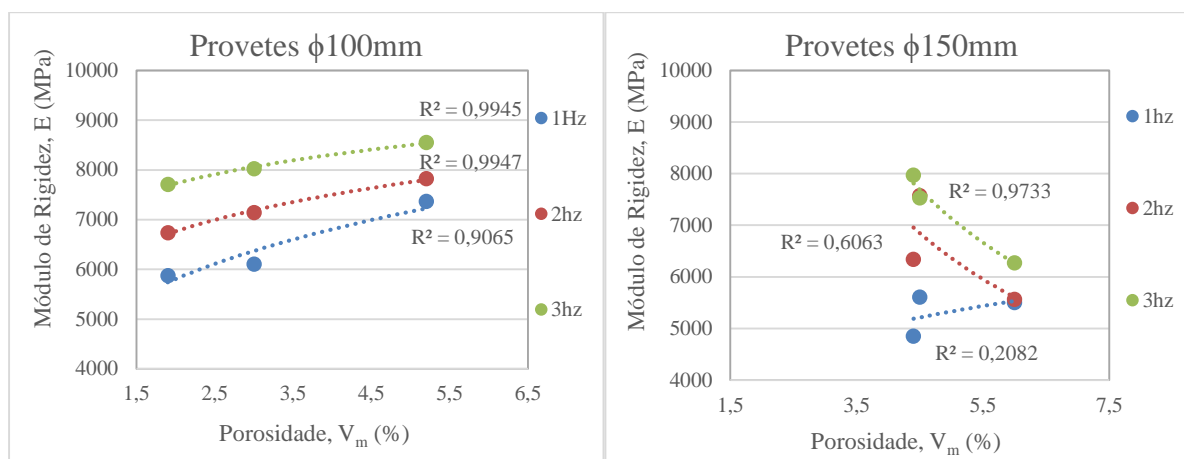 Provetes ϕ100mm
Módulo de Rigidez, E (MPa)
10000
9000
8000
7000
6000
5000
4000
R² = 0,9945
R² = 0,9947
R² = 0,9065
1,5 2,5 3,5 4,5 5,5 6,5
Porosidade, Vm (%)
1Hz
2hz
3hz
Provetes ϕ150mm
Módulo de Rigidez, E (MPa)
10000
9000
8000
7000
6000
5000
4000
R² = 0,9733
R² = 0,6063
R² = 0,2082
1,5 3,5 5,5 7,5
Porosidade, Vm (%)
1hz
2hz
3hz